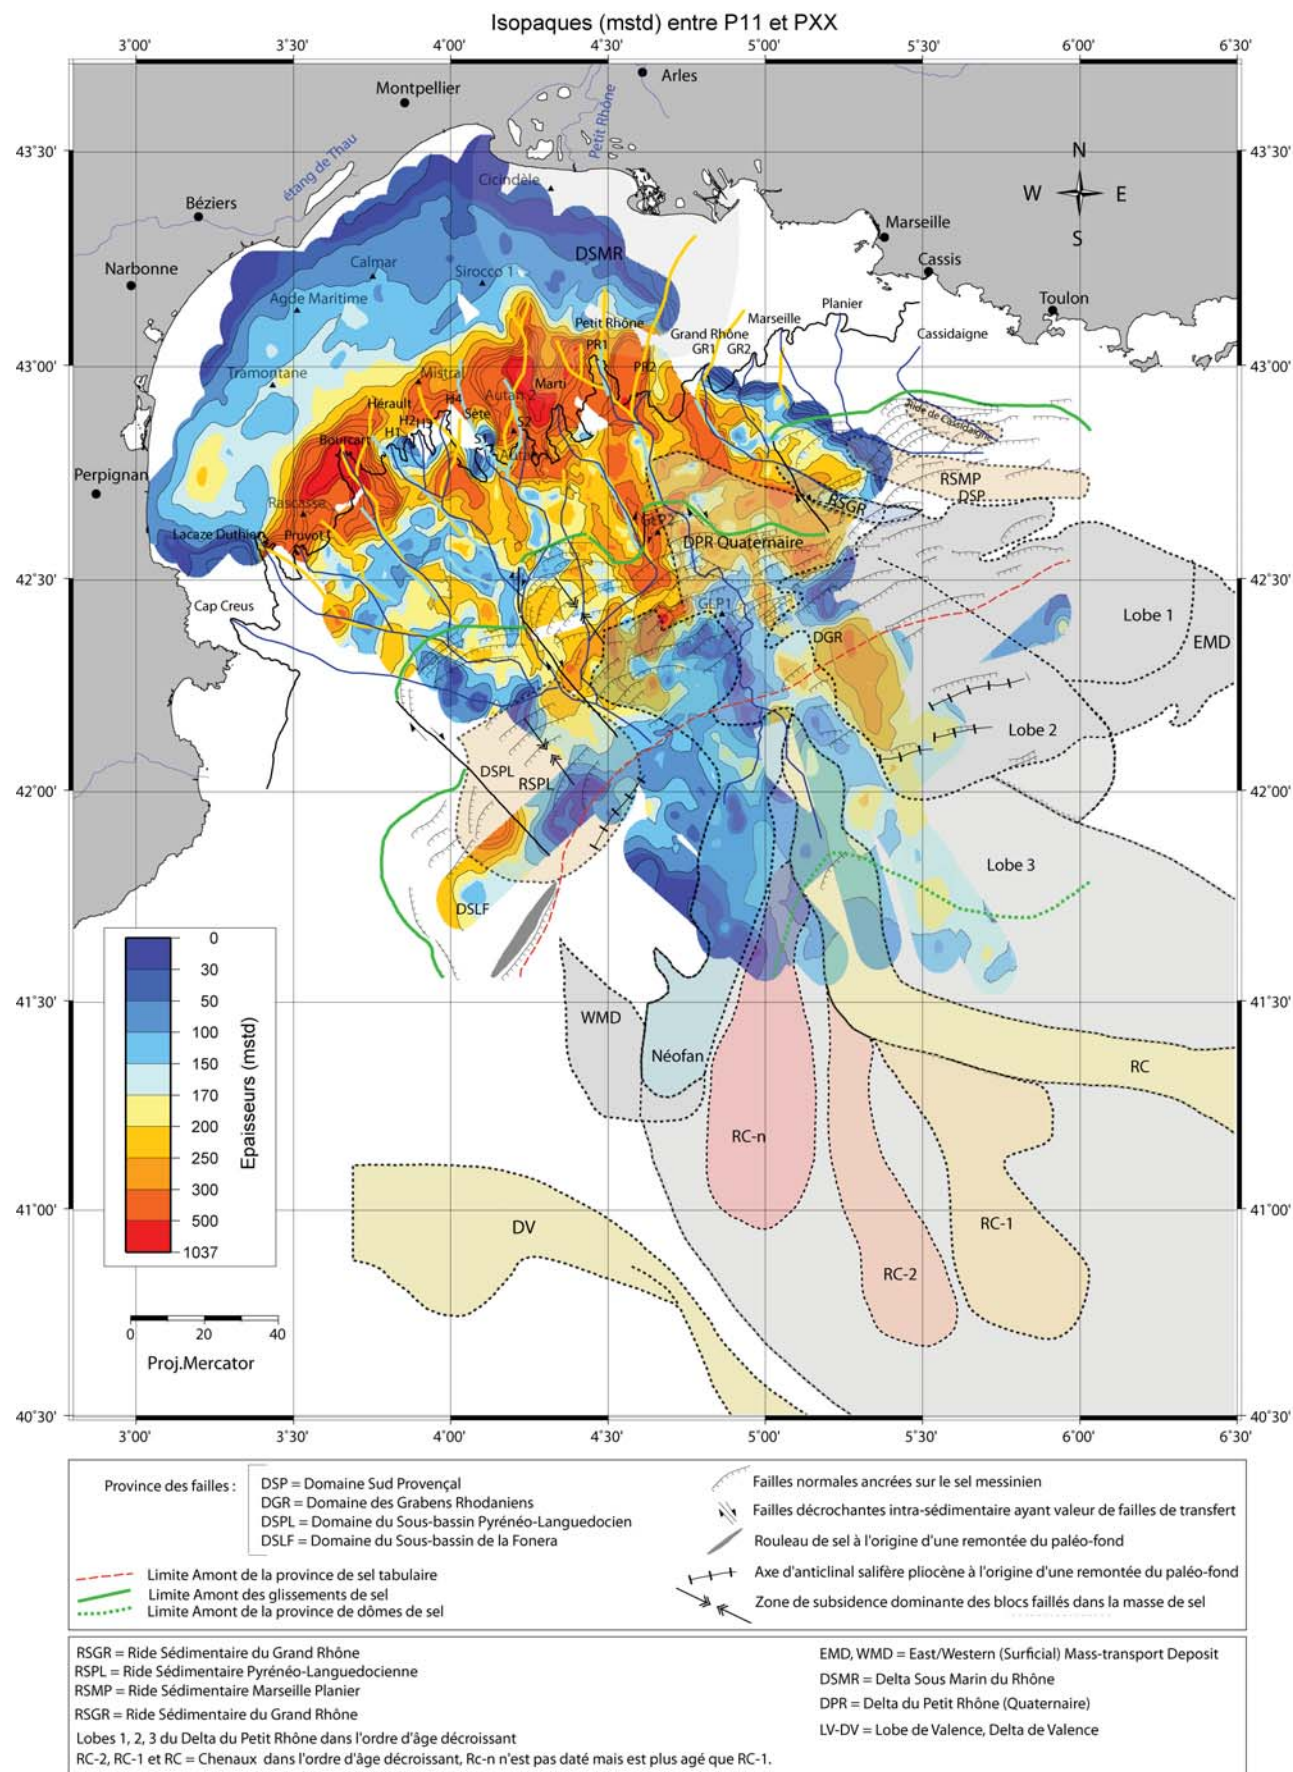 Isopaques (mstd) entre P11 et PXX
3˚00' 3˚30' 4˚00' 4˚30' 5˚00' 5˚30' 6˚00' 6˚30'
Arles
Montpellier
Petit Rhône
43˚30' 43˚30'
étang de Thau
N
Cicindèle
W E
Béziers
S
Marseille
DSMR
Narbonne
Calmar
Cassis
Sirocco 1
Agde Maritime
Toulon
Planier
Petit Rhône
Marseille
Grand Rhône
Cassidaigne
PR1
GR1 GR2
43˚00' 43˚00'
PR2
Tramontane
Mistral
Marti
Autan 2
Hérault
H4
Ride de Cassidaigne
Sète
H2 H3 S2
H1 S1
Bourcart
Autan
Perpignan
RSMP
DSP
Rascasse
RSGR
GLP2
Lacaze Duthier
Pruvot
DPR Quaternaire
42˚30' 42˚30'
Cap Creus
GLP1
Lobe 1
DGR
EMD
Lobe 2
DSPL
RSPL
42˚00' 42˚00'
Lobe 3
DSLF
0
30
50
100
150
170
200
250
300
500
1037
Epaisseurs (mstd)
41˚30' 41˚30'
WMD
Néofan
RC
RC-n
41˚00' 41˚00'
DV
RC-1
RC-2
0 20 40
Proj.Mercator
40˚30' 40˚30'
3˚00' 3˚30' 4˚00' 4˚30' 5˚00' 5˚30' 6˚00' 6˚30'
Province des failles :
DSP = Domaine Sud Provençal
DGR = Domaine des Grabens Rhodaniens
DSPL = Domaine du Sous-bassin Pyrénéo-Languedocien
DSLF = Domaine du Sous-bassin de la Fonera
Limite Amont de la province de sel tabulaire
Limite Amont des glissements de sel
Limite Amont de la province de dômes de sel
Failles normales ancrées sur le sel messinien
Failles décrochantes intra-sédimentaire ayant valeur de failles de transfert
Rouleau de sel à l'origine d'une remontée du paléo-fond
Axe d'anticlinal salifère pliocène à l'origine d'une remontée du paléo-fond
Zone de subsidence dominante des blocs faillés dans la masse de sel
RSGR = Ride Sédimentaire du Grand Rhône
RSPL = Ride Sédimentaire Pyrénéo-Languedocienne
RSMP = Ride Sédimentaire Marseille Planier
RSGR = Ride Sédimentaire du Grand Rhône
Lobes 1, 2, 3 du Delta du Petit Rhône dans l'ordre d'âge décroissant
RC-2, RC-1 et RC = Chenaux dans l'ordre d'âge décroissant, Rc-n n'est pas daté mais est plus agé que RC-1.
EMD, WMD = East/Western (Surficial) Mass-transport Deposit
DSMR = Delta Sous Marin du Rhône
DPR = Delta du Petit Rhône (Quaternaire)
LV-DV = Lobe de Valence, Delta de Valence